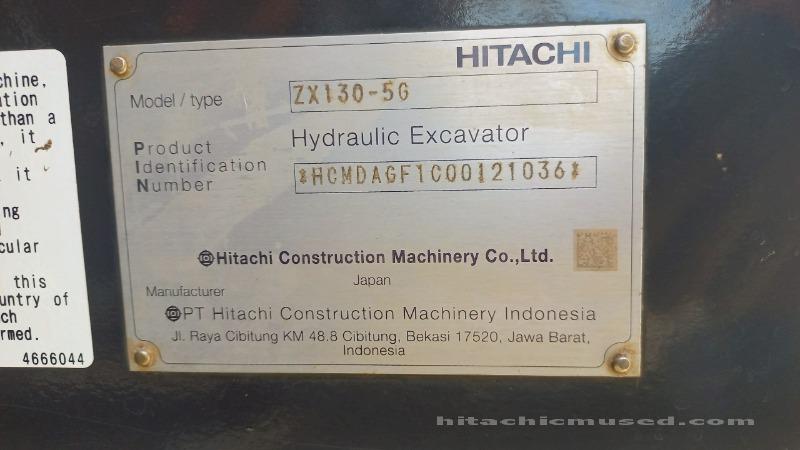 chine,
than a
, it
it
ng
cular
this
untry of
ch
rmed.
4666044
HITACHI
Model / type ZX130-5G
Hydraulic Excavator
Product
Identification
Number
*HCMDAGF1C00121036*
Hitachi Construction Machinery Co.,Ltd.
Japan
Manufacturer
PT Hitachi Construction Machinery Indonesia
Jl. Raya Cibitung KM 48.8 Cibitung, Bekasi 17520, Jawa Barat,
Indonesia
hitachicmused.com